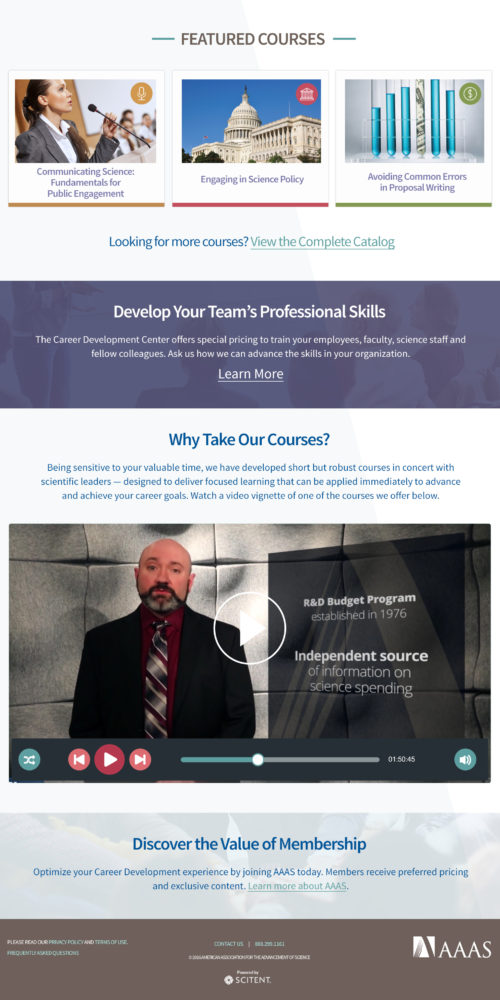 FEATURED COURSES
Communicating Science:
Fundamentals for
Public Engagement
Engaging in Science Policy
Avoiding Common Errors
in Proposal Writing
Looking for more courses? View the Complete Catalog
Develop Your Team's Professional Skills
The Career Development Center offers special pricing to train your employees, faculty, science staff and
fellow colleagues. Ask us how we can advance the skills in your organization.
Learn More
Why Take Our Courses?
Being sensitive to your valuable time, we have developed short but robust courses in concert with
scientific leaders — designed to deliver focused learning that can be applied immediately to advance
and achieve your career goals. Watch a video vignette of one of the courses we offer below.
R&D Budget Program
established in 1976
Independent source
of information on
science spending
01:50:45
Discover the Value of Membership
Optimize your Career Development experience by joining AAAS today. Members receive preferred pricing
and exclusive content. Learn more about AAAS.
PLEASE READ OUR PRIVACY POLICY AND TERMS OF USE.
FREQUENTLY ASKED QUESTIONS
CONTACT US | 888.299.1161
© 2016 AMERICAN ASSOCIATION FOR THE ADVANCEMENT OF SCIENCE
Powered by
SCITENT.
AAAS